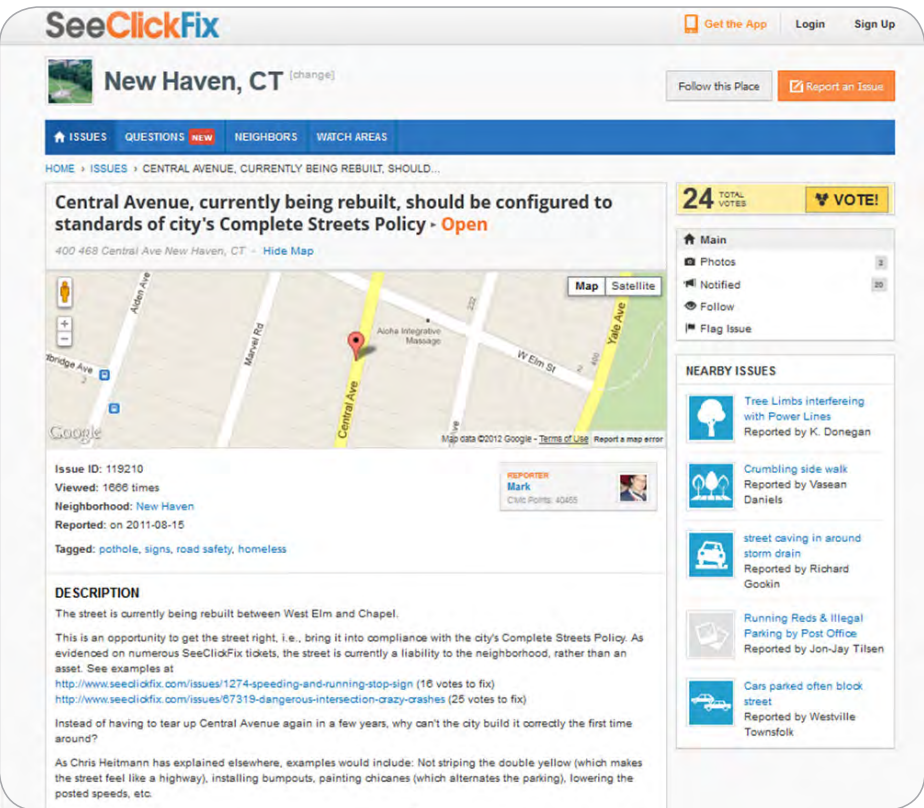 SeeClickFix
Get the App Login Sign Up
New Haven, CT [change]
Follow this Place Report an Issue
ISSUES QUESTIONS NEW NEIGHBORS WATCH AREAS
HOME › ISSUES › CENTRAL AVENUE, CURRENTLY BEING REBUILT, SHOULD...
Central Avenue, currently being rebuilt, should be configured to
standards of city's Complete Streets Policy - Open
400 468 Central Ave New Haven, CT - Hide Map
Map Satellite
Alden Ave
Marvel Rd
Central Ave
Aloha Integrative
Massage
232
W Elm St
2
400
Yale Ave
2
Google
Map data ©2012 Google - Terms of Use Report a map error
Issue ID: 119210
Viewed: 1666 times
Neighborhood: New Haven
Reported: on 2011-08-15
Tagged: pothole, signs, road safety, homeless
REPORTER
Mark
Civic Points: 40465
DESCRIPTION
The street is currently being rebuilt between West Elm and Chapel.
This is an opportunity to get the street right, i.e., bring it into compliance with the city's Complete Streets Policy. As
evidenced on numerous SeeClickFix tickets, the street is currently a liability to the neighborhood, rather than an
asset. See examples at
http://www.seeclickfix.com/issues/1274-speeding-and-running-stop-sign (16 votes to fix)
http://www.seeclickfix.com/issues/67319-dangerous-intersection-crazy-crashes (25 votes to fix)
Instead of having to tear up Central Avenue again in a few years, why can't the city build it correctly the first time
around?
As Chris Heitmann has explained elsewhere, examples would include: Not striping the double yellow (which makes
the street feel like a highway), installing bumpouts, painting chicanes (which alternates the parking), lowering the
posted speeds, etc.
24 TOTAL
VOTES
VOTE!
Main
Photos 2
Notified 20
Follow
Flag Issue
NEARBY ISSUES
Tree Limbs interfereing
with Power Lines
Reported by K. Donegan
Crumbling side walk
Reported by Vasean
Daniels
street caving in around
storm drain
Reported by Richard
Gookin
Running Reds & Illegal
Parking by Post Office
Reported by Jon-Jay Tilsen
Cars parked often block
street
Reported by Westville
Townsfolk